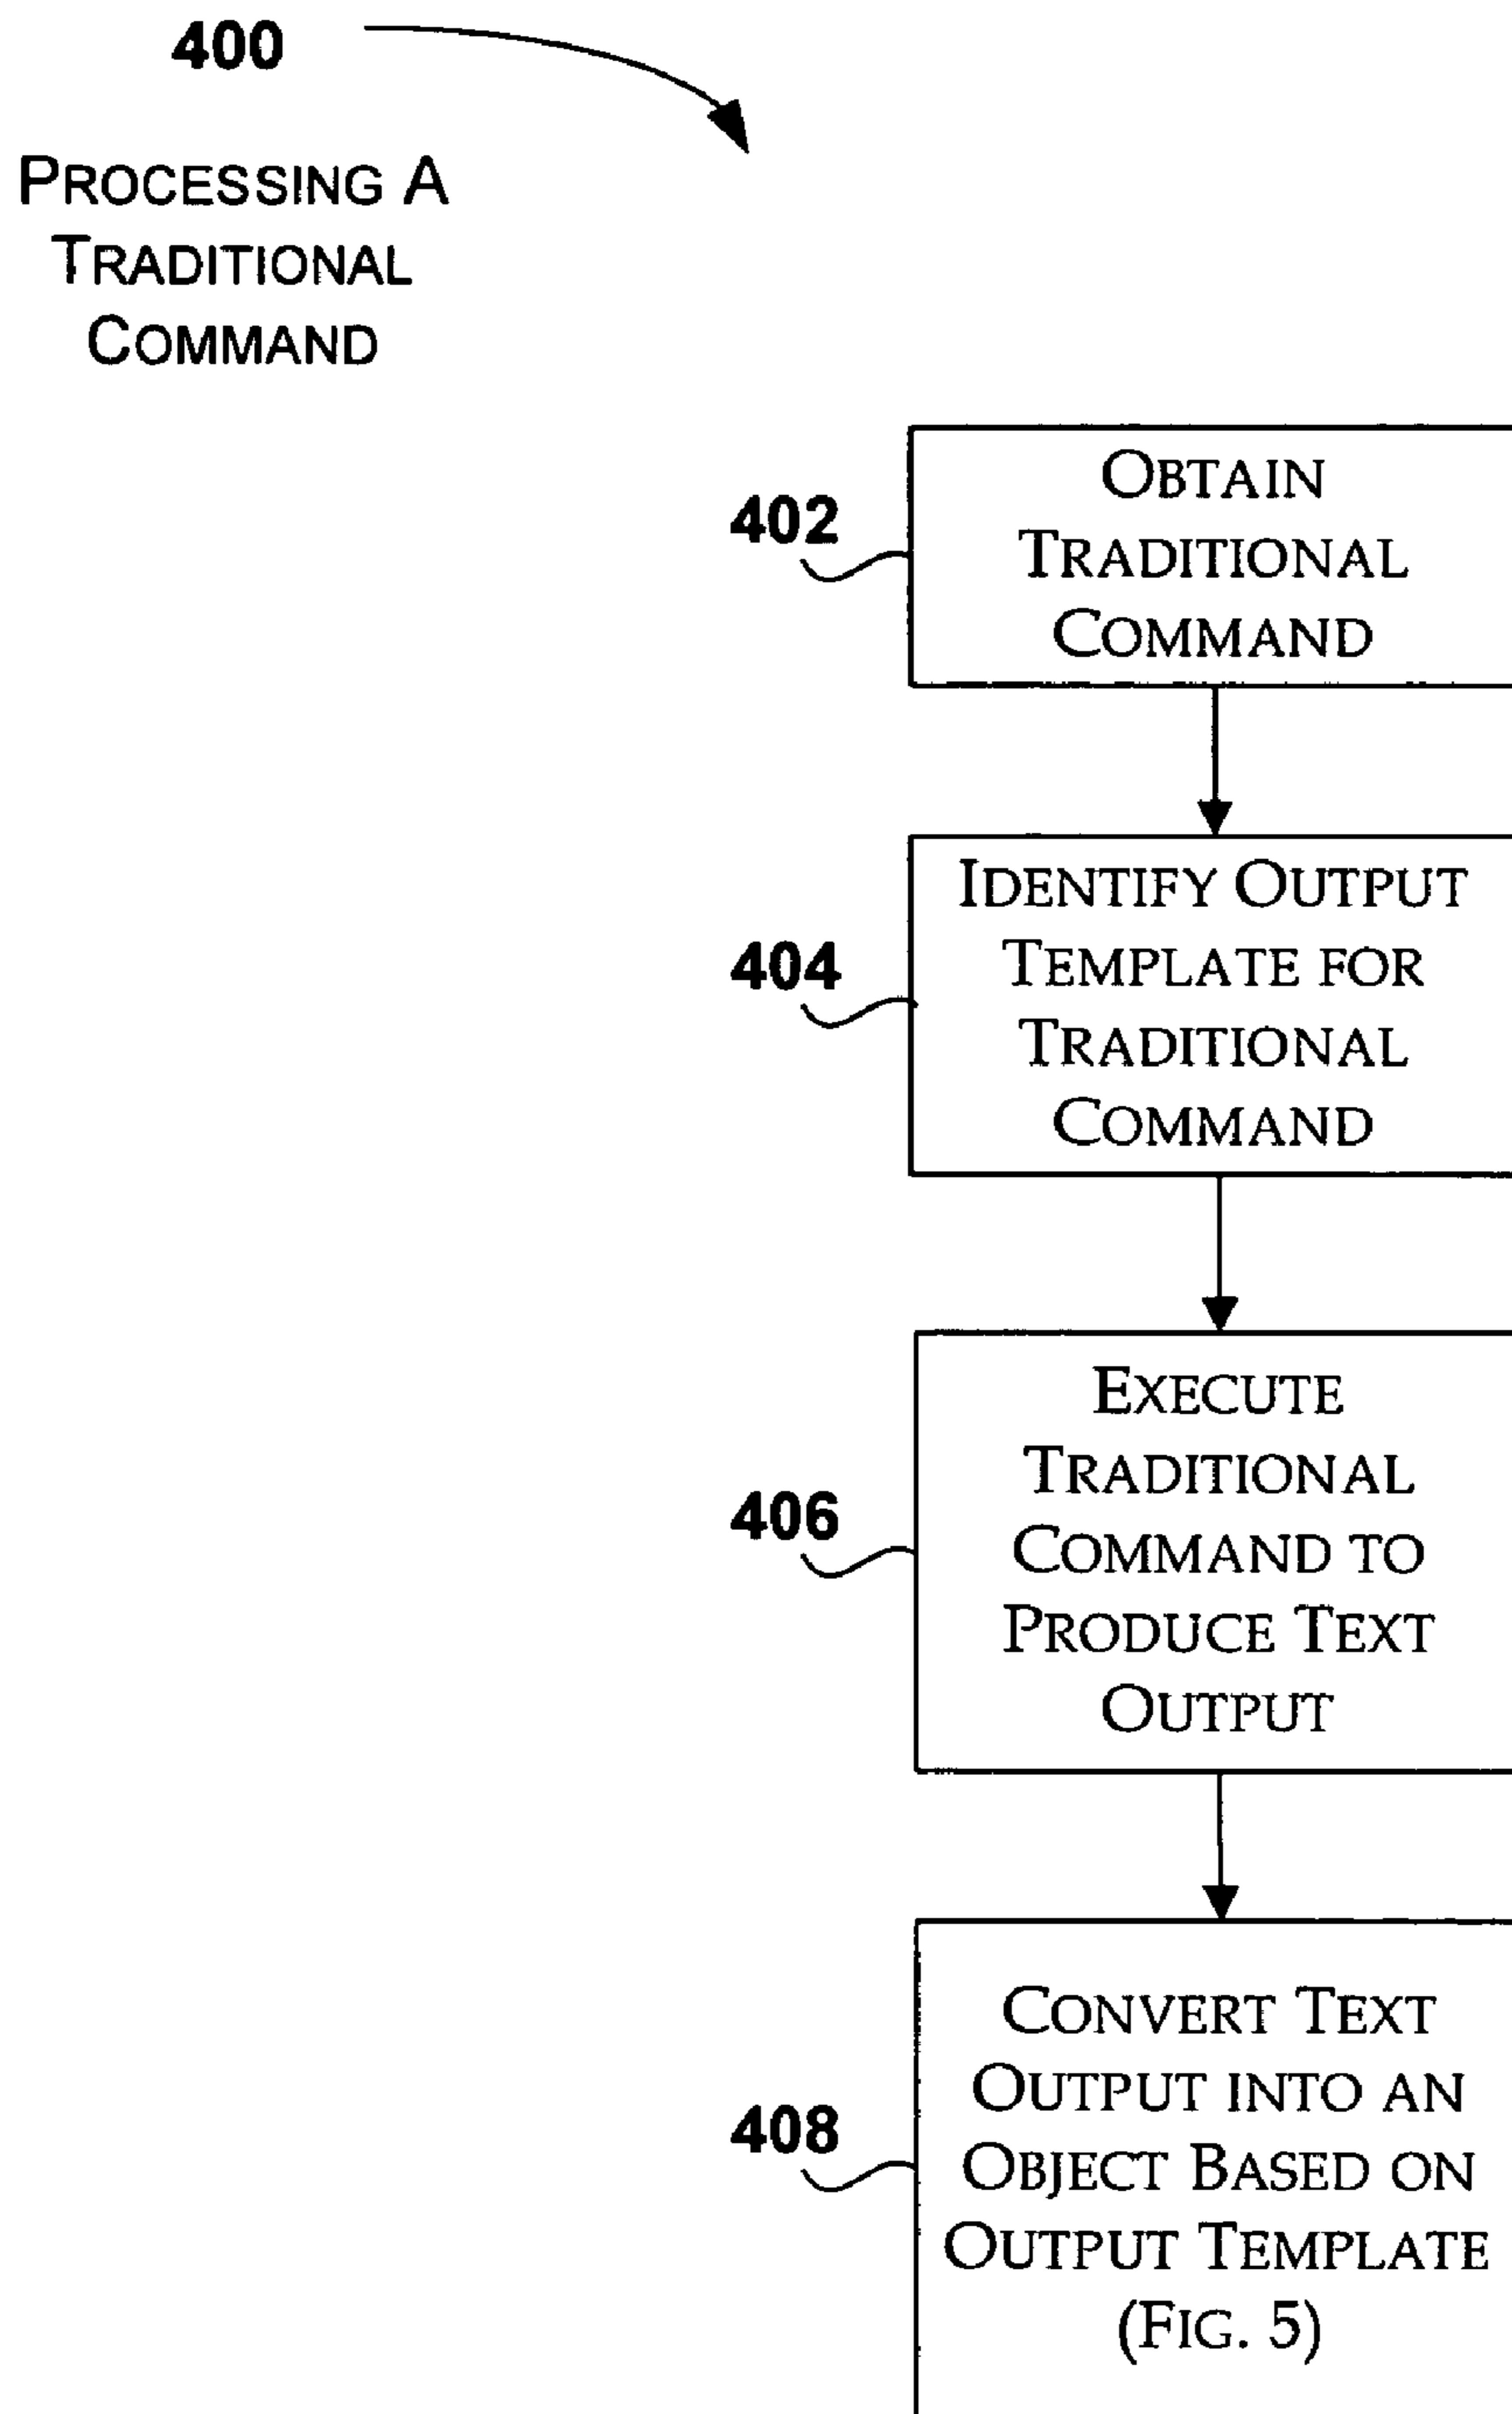 400
PROCESSING A
TRADITIONAL
COMMAND
402
OBTAIN
TRADITIONAL
COMMAND
404
IDENTIFY OUTPUT
TEMPLATE FOR
TRADITIONAL
COMMAND
406
EXECUTE
TRADITIONAL
COMMAND TO
PRODUCE TEXT
OUTPUT
408
CONVERT TEXT
OUTPUT INTO AN
OBJECT BASED ON
OUTPUT TEMPLATE
(FIG. 5)